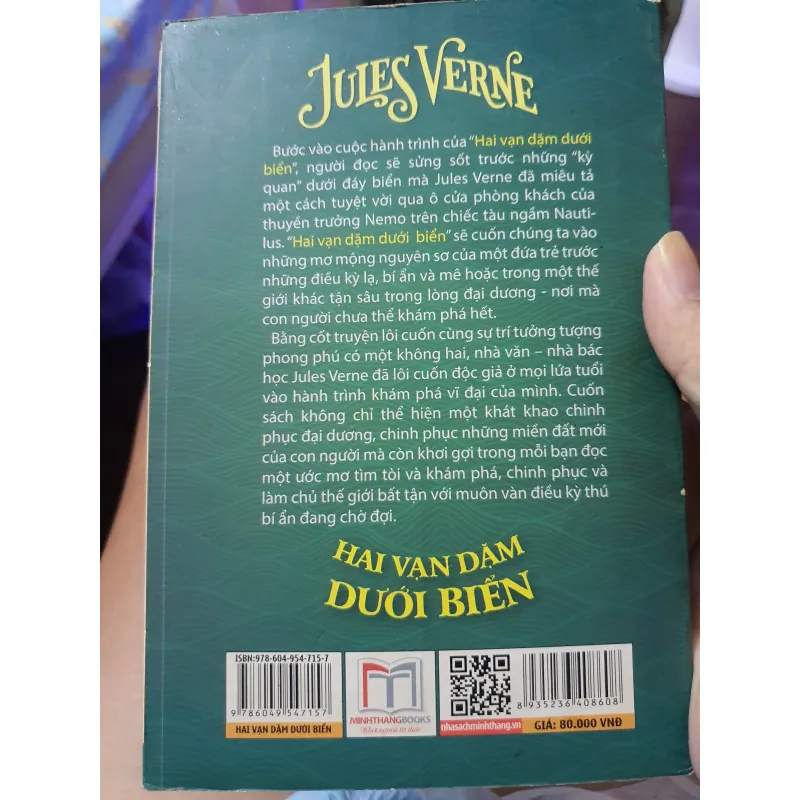 JULES VERNE
Bước vào cuộc hành trình của "Hai vạn dặm dưới
biển", người đọc sẽ sửng sốt trước những "kỳ
quan" dưới đáy biển mà Jules Verne đã miêu tả
một cách tuyệt vời qua ô cửa phòng khách của
thuyền trưởng Nemo trên chiếc tàu ngầm Nauti-
lus. "Hai vạn dặm dưới biển" sẽ cuốn chúng ta vào
những mơ mộng nguyên sơ của một đứa trẻ trước
những điều kỳ lạ, bí ẩn và mê hoặc trong một thế
giới khác tận sâu trong lòng đại dương - nơi mà
con người chưa thể khám phá hết.
Bằng cốt truyện lôi cuốn cùng sự trí tưởng tượng
phong phú có một không hai, nhà văn – nhà bác
học Jules Verne đã lôi cuốn độc giả ở mọi lứa tuổi
vào hành trình khám phá vĩ đại của mình. Cuốn
sách không chỉ thể hiện một khát khao chinh
phục đại dương, chinh phục những miền đất mới
của con người mà còn khơi gợi trong mỗi bạn đọc
một ước mơ tìm tòi và khám phá, chinh phục và
làm chủ thế giới bất tận với muôn vàn điều kỳ thú
bí ẩn đang chờ đợi.
HAI VẠN DẶM
DƯỚI BIỂN
ISBN:978-604-954-715-7
9 786049 547157
HAI VẠN DẶM DƯỚI BIỂN
MINHTHANGBOOKS
Khơi nguồn tri thức
nhasachminhthang.vn
8 935236 408608
GIÁ: 80.000 VNĐ